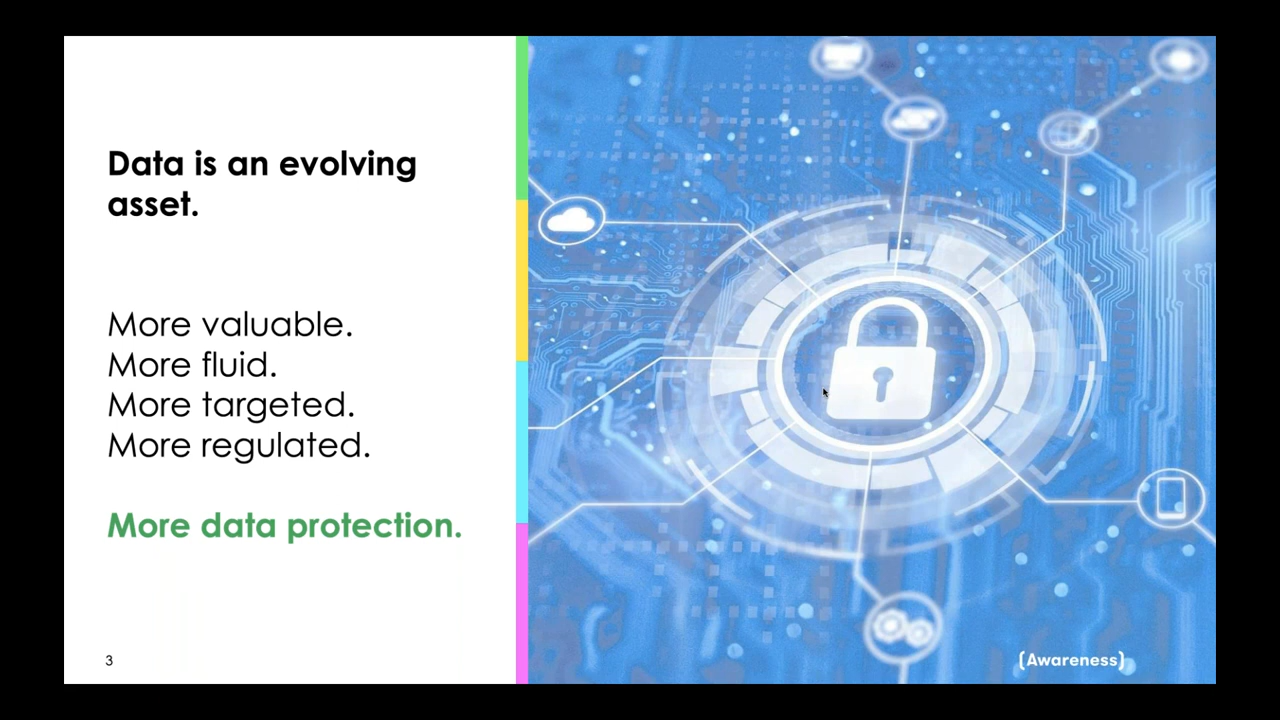 Data is an evolving
asset.
More valuable.
More fluid.
More targeted.
More regulated.
More data protection.
3
(Awareness)